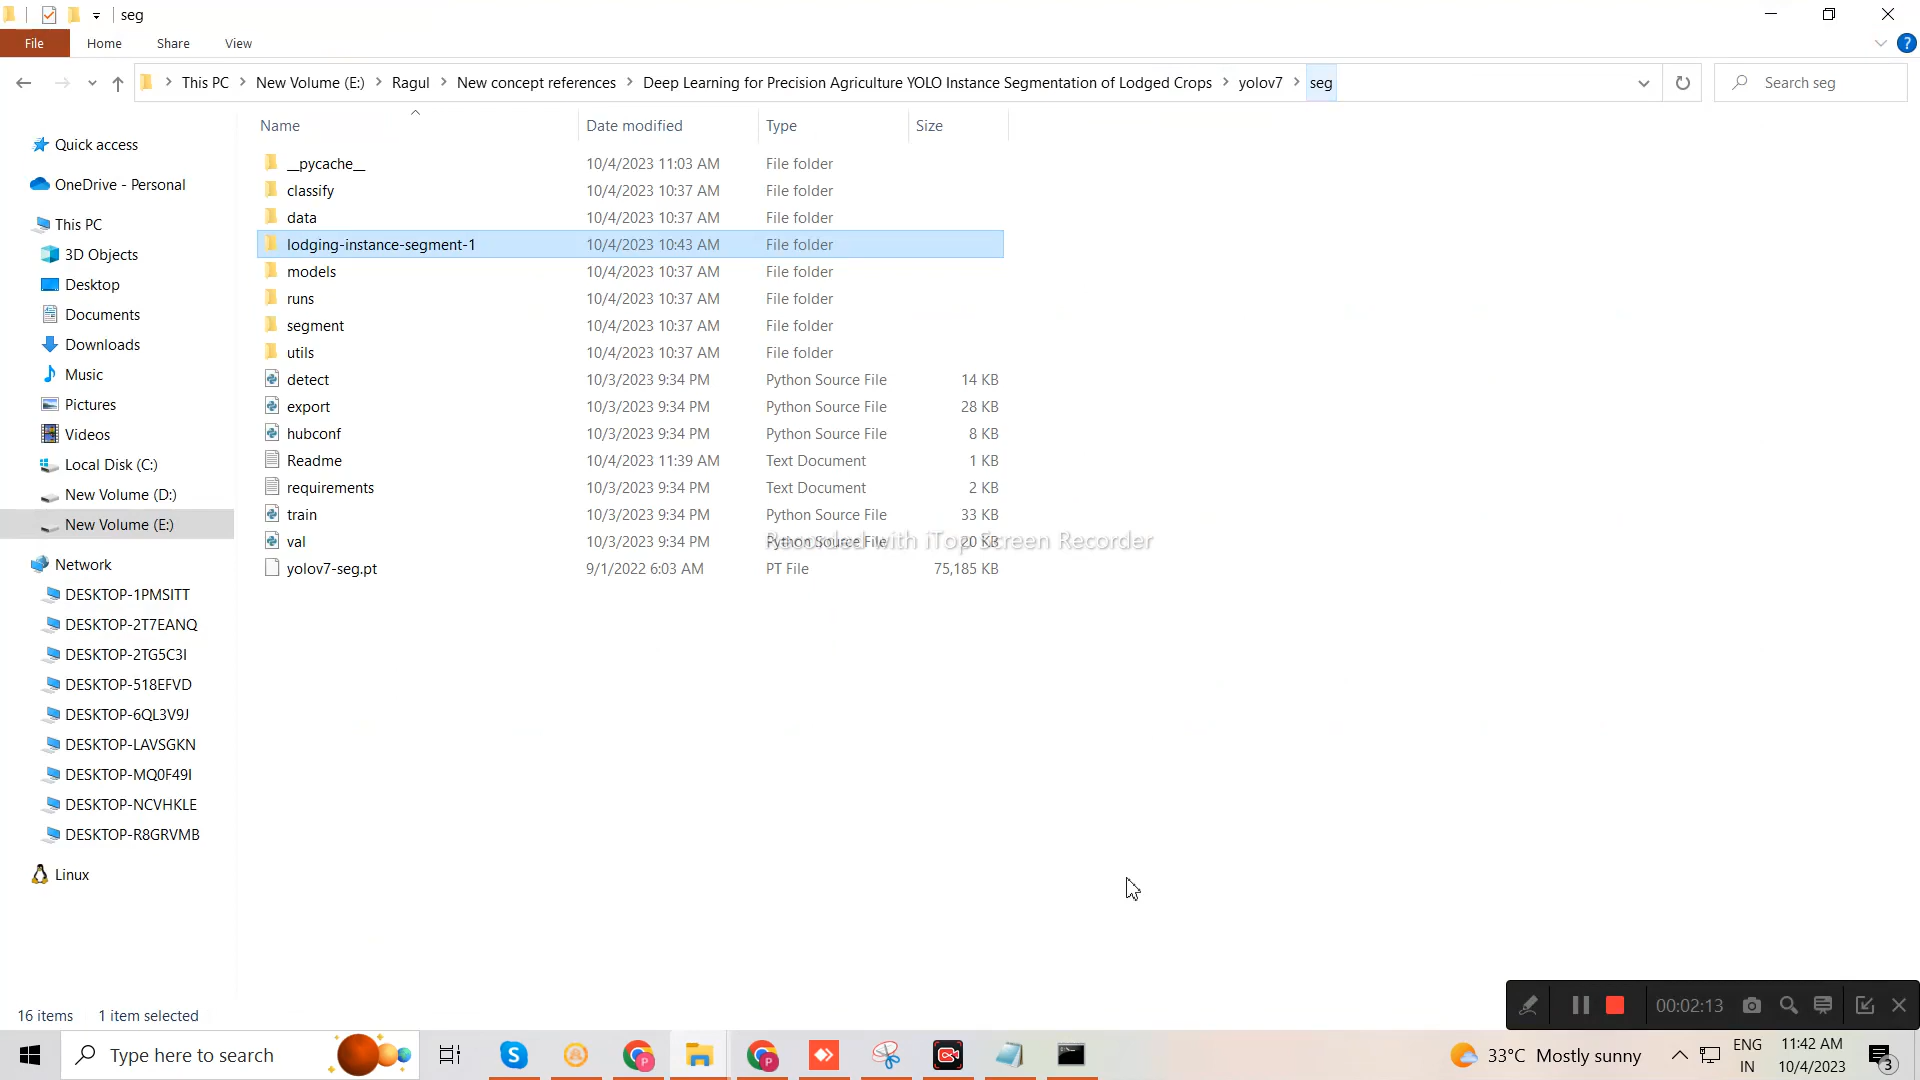 seg
File Home Share View
This PC New Volume (E:) Ragul New concept references Deep Learning for Precision Agriculture YOLO Instance Segmentation of Lodged Crops yolov7 seg
Search seg
Name Date modified Type Size
Quick access
OneDrive - Personal
This PC
3D Objects
Desktop
Documents
Downloads
Music
Pictures
Videos
Local Disk (C:)
New Volume (D:)
New Volume (E:)
Network
DESKTOP-1PMSITT
DESKTOP-2T7EANQ
DESKTOP-2TG5C3I
DESKTOP-518EFVD
DESKTOP-6QL3V9J
DESKTOP-LAVSGKN
DESKTOP-MQ0F49I
DESKTOP-NCVHKLE
DESKTOP-R8GRVMB
Linux
__pycache__ 10/4/2023 11:03 AM File folder
classify 10/4/2023 10:37 AM File folder
data 10/4/2023 10:37 AM File folder
lodging-instance-segment-1 10/4/2023 10:43 AM File folder
models 10/4/2023 10:37 AM File folder
runs 10/4/2023 10:37 AM File folder
segment 10/4/2023 10:37 AM File folder
utils 10/4/2023 10:37 AM File folder
detect 10/3/2023 9:34 PM Python Source File 14 KB
export 10/3/2023 9:34 PM Python Source File 28 KB
hubconf 10/3/2023 9:34 PM Python Source File 8 KB
Readme 10/4/2023 11:39 AM Text Document 1 KB
requirements 10/3/2023 9:34 PM Text Document 2 KB
train 10/3/2023 9:34 PM Python Source File 33 KB
val 10/3/2023 9:34 PM Python Source File 20 KB
Recorded with iTop Screen Recorder
yolov7-seg.pt 9/1/2022 6:03 AM PT File 75,185 KB
16 items 1 item selected
00:02:13
Type here to search
33°C Mostly sunny
ENG
IN
11:42 AM
10/4/2023
3